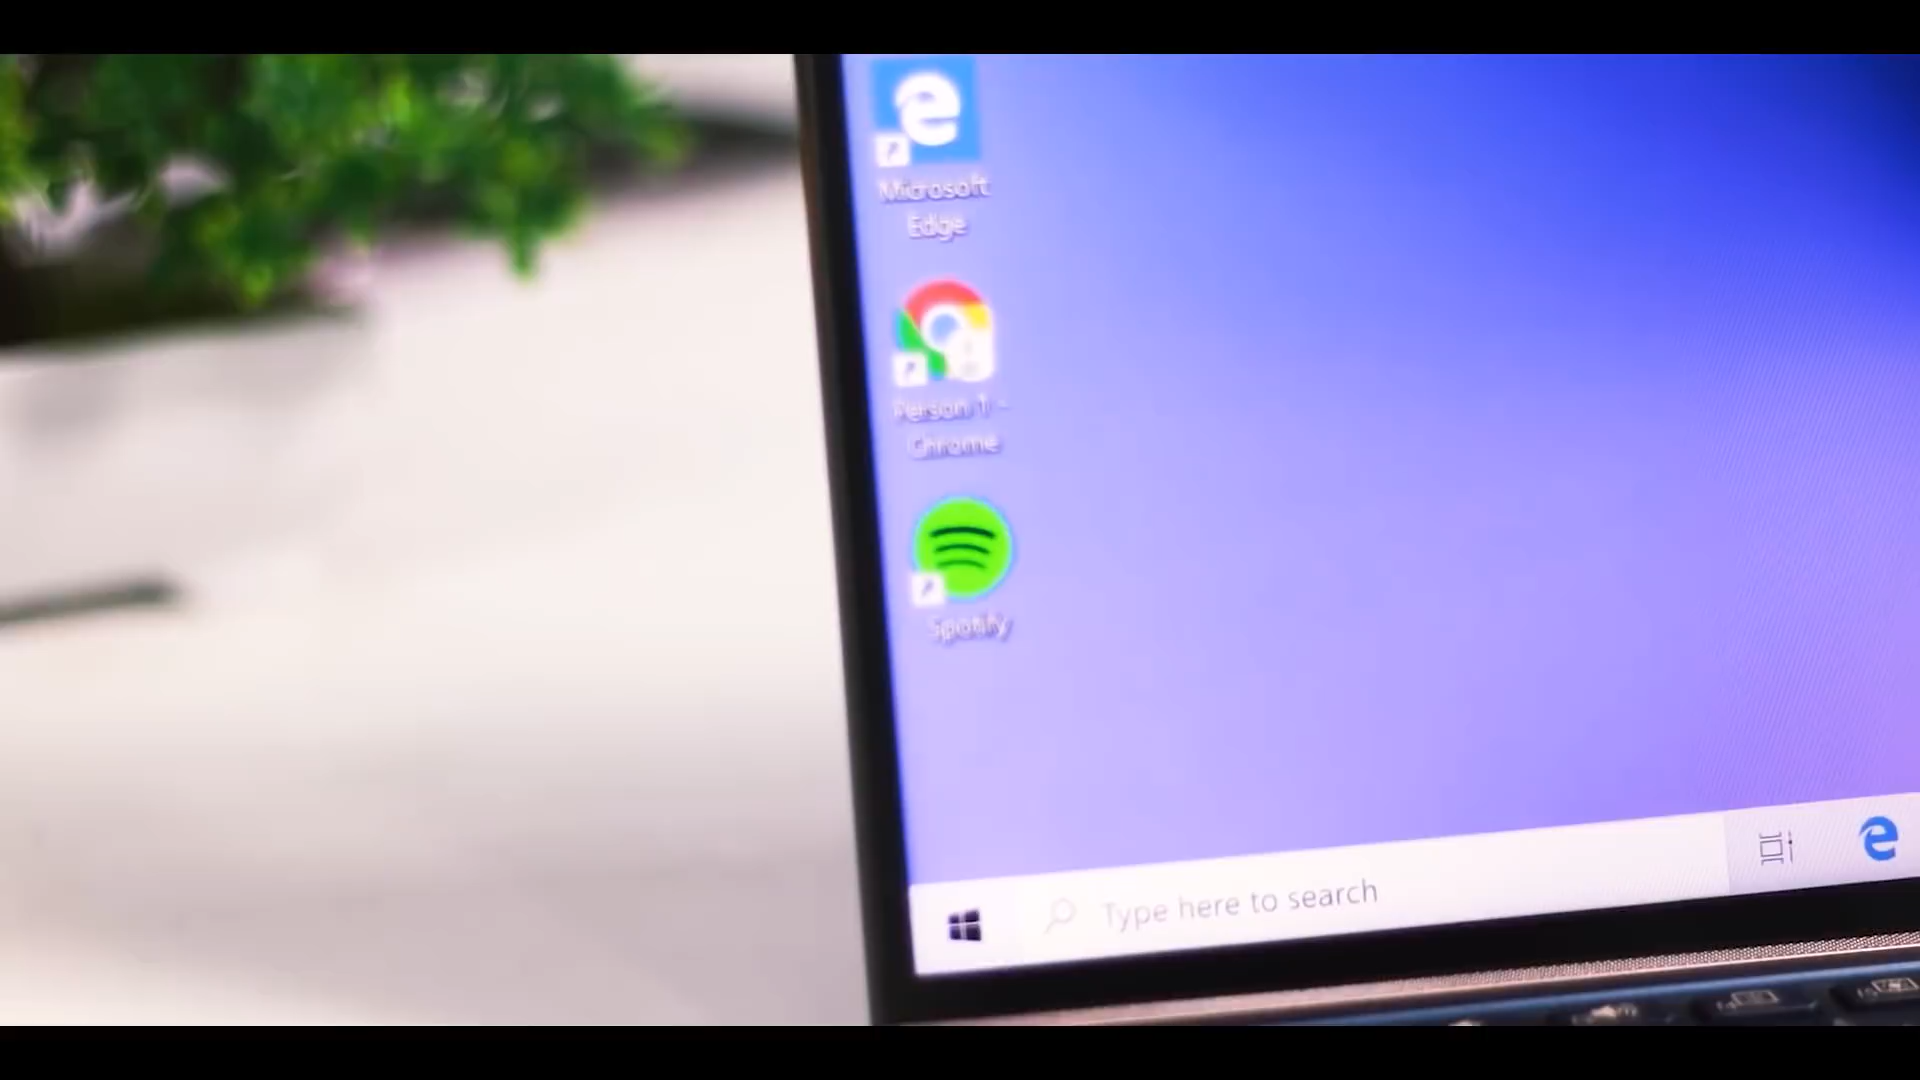 Microsoft
Edge
Person 1 -
Chrome
Spotify
Type here to search